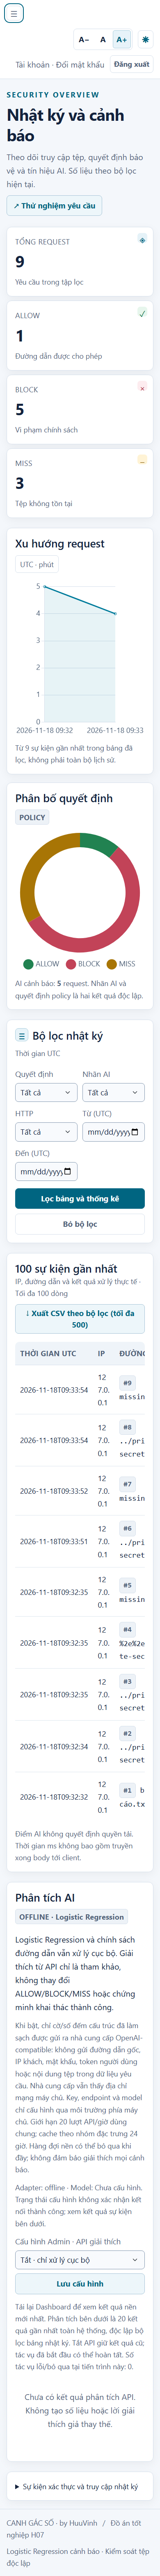 A− A A+
Tài khoản · Đổi mật khẩu Đăng xuất
SECURITY OVERVIEW
Nhật ký và cảnh
báo
Theo dõi truy cập tệp, quyết định bảo
vệ và tín hiệu AI. Số liệu theo bộ lọc
hiện tại.
↗ Thử nghiệm yêu cầu
TỔNG REQUEST
9
Yêu cầu trong tập lọc
ALLOW
1
Đường dẫn được cho phép
BLOCK
5
Vi phạm chính sách
MISS
3
Tệp không tồn tại
Xu hướng request
UTC · phút
5
4
3
2
1
0
2026-11-18 09:32 2026-11-18 09:33
Từ 9 sự kiện gần nhất trong bảng đã
lọc, không phải toàn bộ lịch sử.
Phân bố quyết định
POLICY
ALLOW BLOCK MISS
AI cảnh báo: 5 request. Nhãn AI và
quyết định policy là hai kết quả độc lập.
Bộ lọc nhật ký
Thời gian UTC
Quyết định Nhãn AI
Tất cả Tất cả
HTTP Từ (UTC)
Tất cả mm/dd/yyyy
Đến (UTC)
mm/dd/yyyy
Lọc bảng và thống kê
Bỏ bộ lọc
100 sự kiện gần nhất
IP, đường dẫn và kết quả xử lý thực tế ·
Tối đa 100 dòng
↓ Xuất CSV theo bộ lọc (tối đa
500)
THỜI GIAN UTC IP ĐƯỜNG
2026-11-18T09:33:54 127.0.0.1 #9 missin
2026-11-18T09:33:54 127.0.0.1 #8 ../pri secret
2026-11-18T09:33:52 127.0.0.1 #7 missin
2026-11-18T09:33:51 127.0.0.1 #6 ../pri secret
2026-11-18T09:32:35 127.0.0.1 #5 missin
2026-11-18T09:32:35 127.0.0.1 #4 %2e%2e te-sec
2026-11-18T09:32:35 127.0.0.1 #3 ../pri secret
2026-11-18T09:32:34 127.0.0.1 #2 ../pri secret
2026-11-18T09:32:32 127.0.0.1 #1 b cáo.tx
Điểm AI không quyết định quyền tải.
Thời gian ms không bao gồm truyền
xong body tới client.
Phân tích AI
OFFLINE · Logistic Regression
Logistic Regression và chính sách
đường dẫn vẫn xử lý cục bộ. Giải
thích từ API chỉ là tham khảo,
không thay đổi
ALLOW/BLOCK/MISS hoặc chứng
minh khai thác thành công.
Khi bật, chỉ cờ/số đếm cấu trúc đã làm
sạch được gửi ra nhà cung cấp OpenAI-
compatible: không gửi đường dẫn gốc,
IP khách, mật khẩu, token người dùng
hoặc nội dung tệp trong dữ liệu yêu
cầu. Nhà cung cấp vẫn thấy địa chỉ
mạng máy chủ. Key, endpoint và model
chỉ cấu hình qua môi trường phía máy
chủ. Giới hạn 20 lượt API/giờ dùng
chung; cache theo nhóm đặc trưng 24
giờ. Hàng đợi nền có thể bỏ qua khi
đầy; không đảm bảo giải thích mọi cảnh
báo.
Adapter: offline · Model: Chưa cấu hình.
Trạng thái cấu hình không xác nhận kết
nối thành công; xem kết quả sự kiện
bên dưới.
Cấu hình Admin · API giải thích
Tắt · chỉ xử lý cục bộ
Lưu cấu hình
Tải lại Dashboard để xem kết quả nền
mới nhất. Phân tích bên dưới là 20 kết
quả gần nhất toàn hệ thống, độc lập bộ
lọc bảng nhật ký. Tắt API giữ kết quả cũ;
tác vụ đã bắt đầu có thể hoàn tất. Số
tác vụ lỗi/bỏ qua tại tiến trình này: 0.
Chưa có kết quả phân tích API.
Không tạo số liệu hoặc lời giải
thích giả thay thế.
Sự kiện xác thực và truy cập nhật ký
CANH GÁC SỐ · by HuuVinh / Đồ án tốt
nghiệp H07
Logistic Regression cảnh báo · Kiểm soát tệp
độc lập